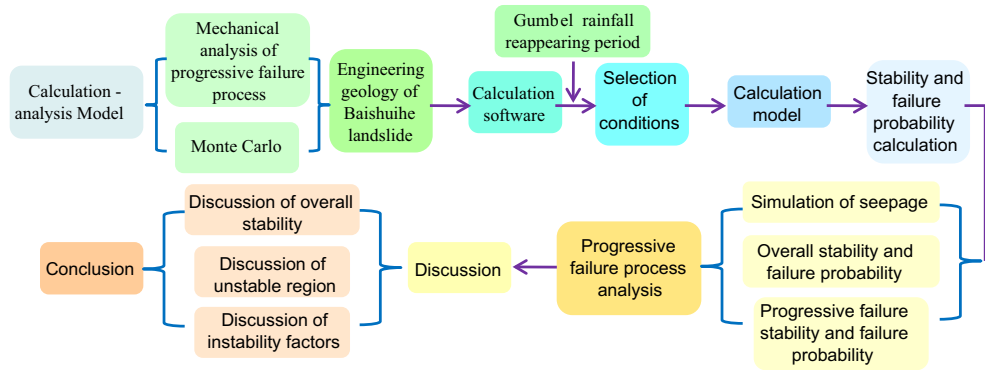 Calculation -
analysis Model
Mechanical
analysis of
progressive failure
process
Monte Carlo
Engineering
geology of
Baishuihe
landslide
Calculation
software
Gumbel rainfall
reappearing period
Selection
of
conditions
Calculation
model
Stability and
failure
probability
calculation
Simulation of seepage
Overall stability and
failure probability
Progressive failure
stability and failure
probability
Progressive
failure process
analysis
Discussion
Discussion of overall
stability
Discussion of
unstable region
Discussion of
instability factors
Conclusion